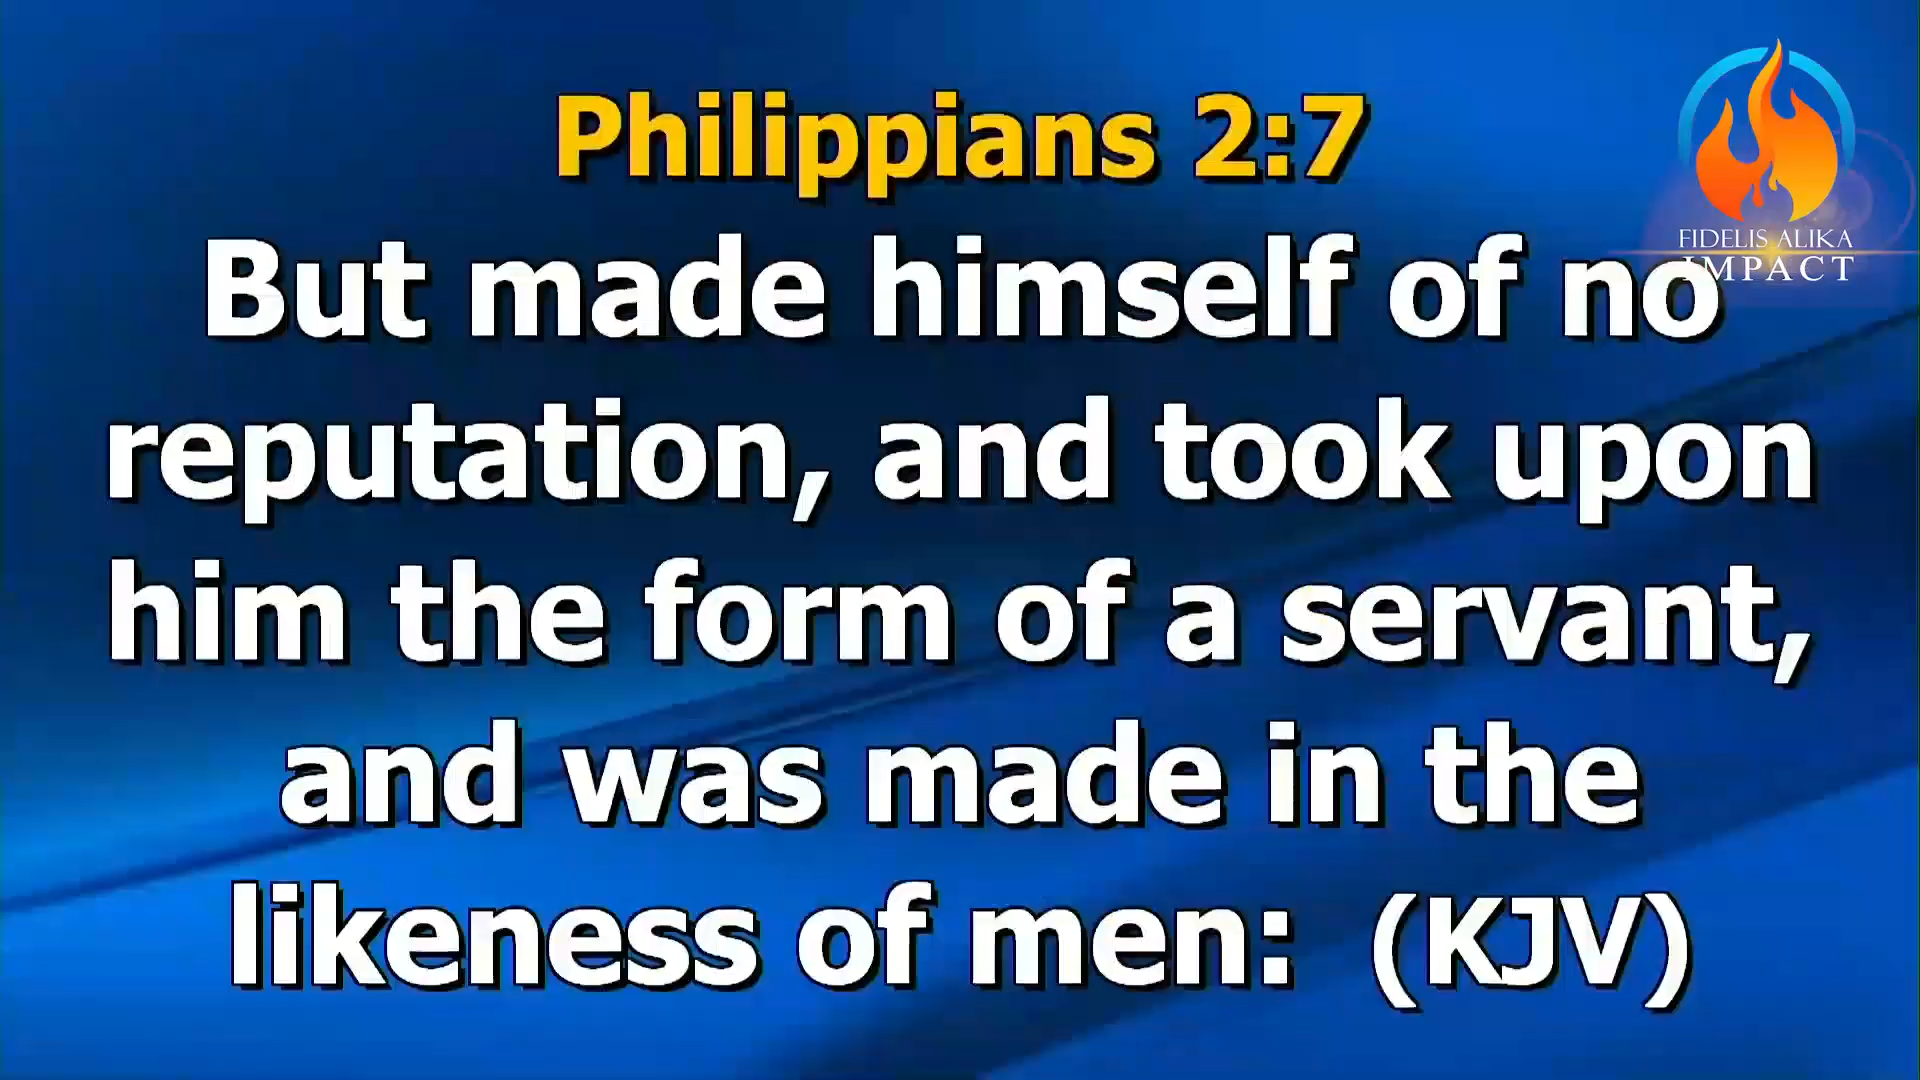 Philippians 2:7
But made himself of no
reputation, and took upon
him the form of a servant,
and was made in the
likeness of men: (KJV)
FIDELIS ALIKA
IMPACT